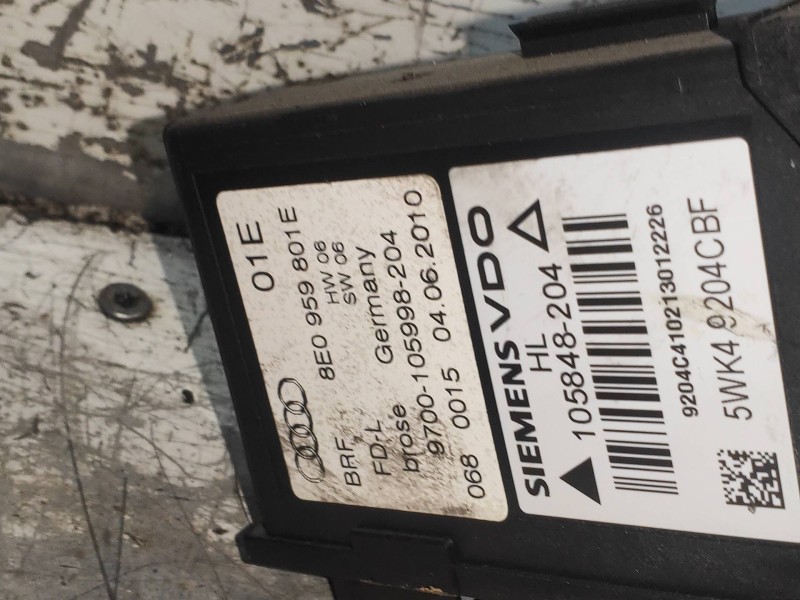 01E
8E0 959 801E
HW 06
BRF. SW 06
FD-L Germany
brose 105998-204
9700-
068 0015 04.06.2010
SIEMENS VDO
HL
105848-204
9204C410213012226
5WK4 9204CBF